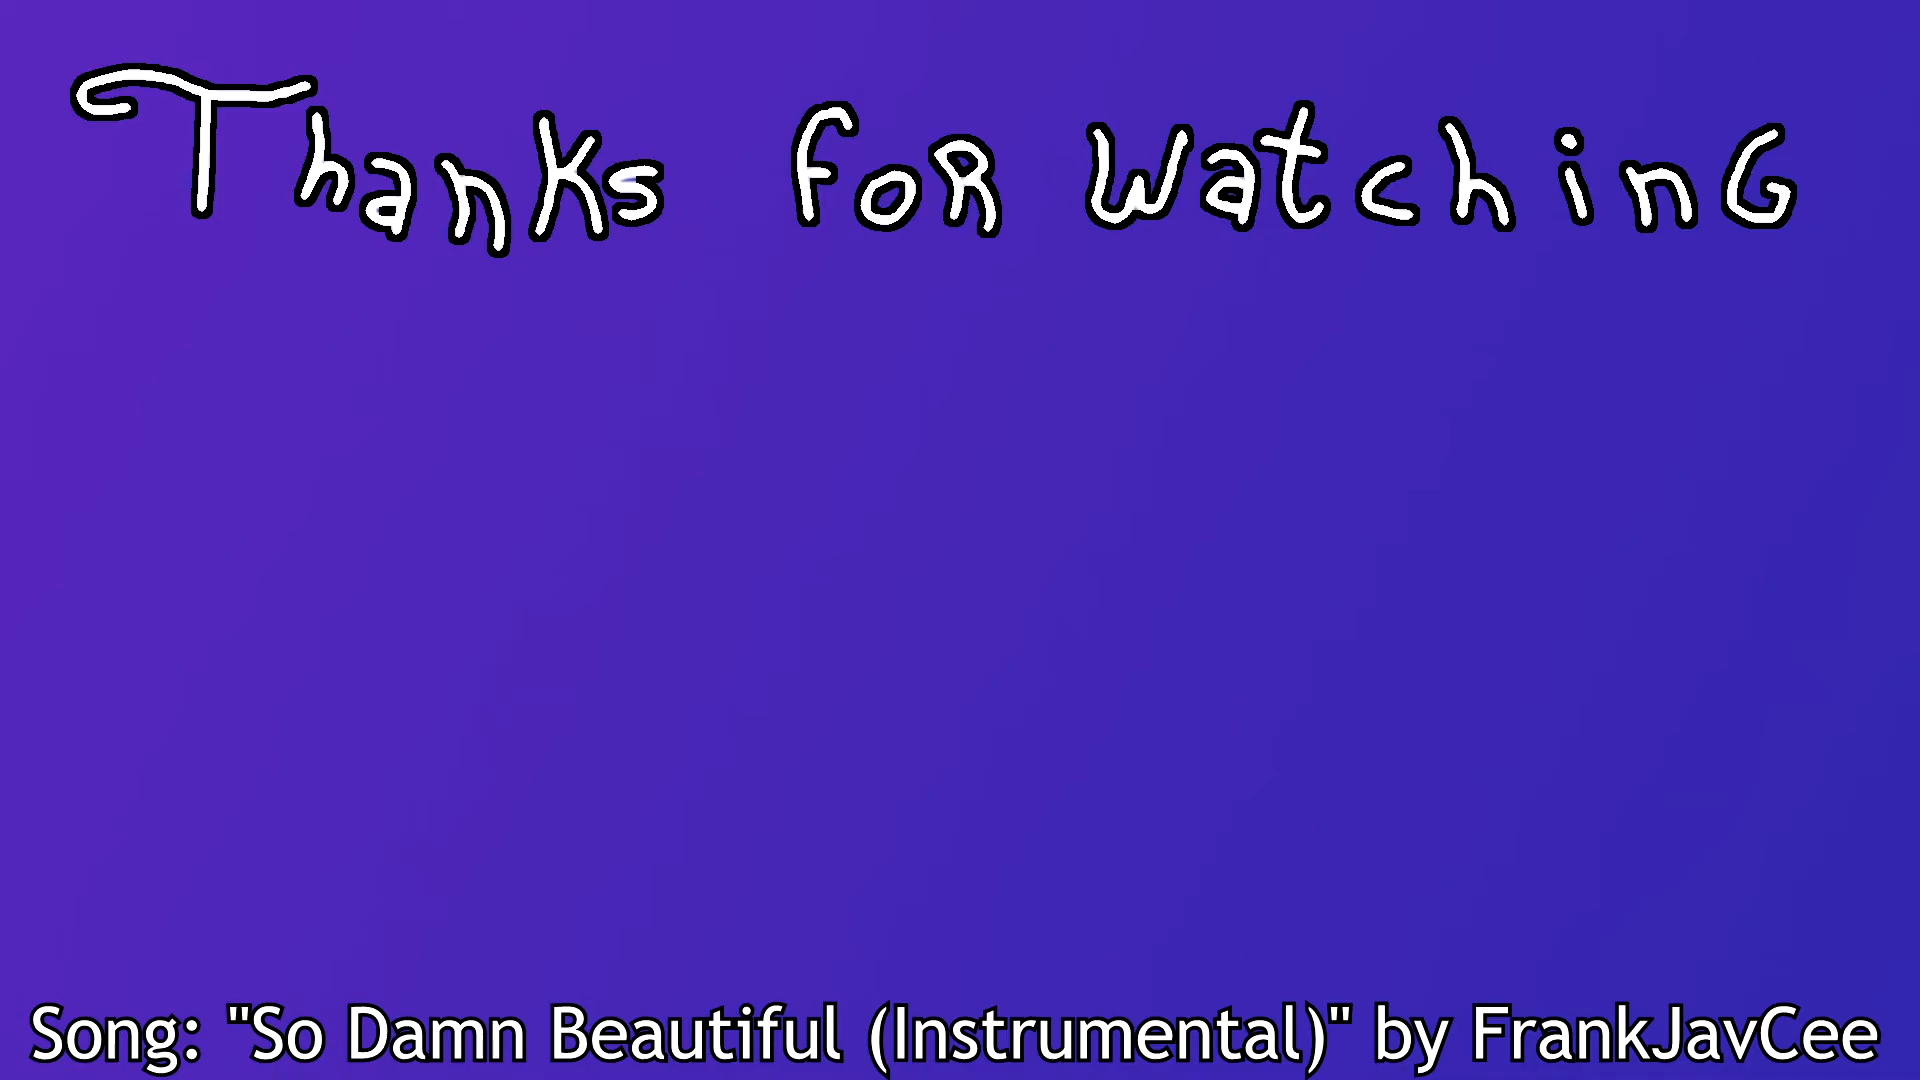 Thanks foR watchinG
Song: "So Damn Beautiful (Instrumental)" by FrankJavCee